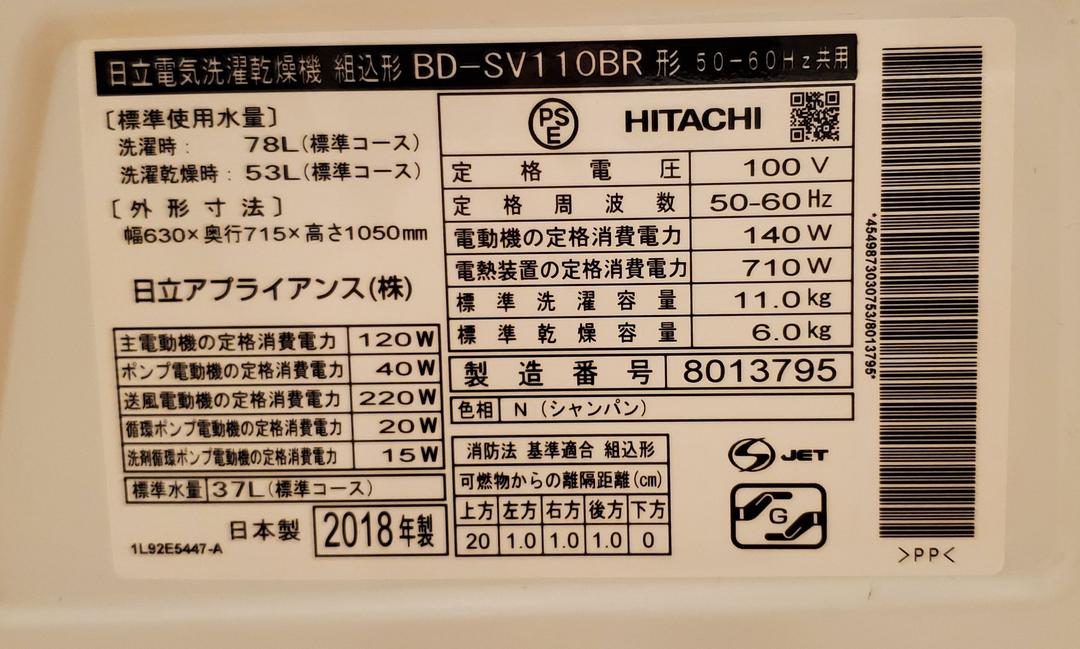 日立電気洗濯乾燥機 組込形 BD-SV110BR 形 50-60Hz共用
[標準使用水量]
洗濯時: 78L(標準コース)
洗濯乾燥時: 53L(標準コース)
[外形寸法]
幅630×奥行715×高さ1050mm
日立アプライアンス(株)
主電動機の定格消費電力 120W
ポンプ電動機の定格消費電力 40W
送風電動機の定格消費電力 220W
循環ポンプ電動機の定格消費電力 20W
洗剤循環ポンプ電動機の定格消費電力 15W
標準水量 37L(標準コース)
日本製 2018年製
1L92E5447-A
PSE HITACHI
定格電圧 100V
定格周波数 50-60Hz
電動機の定格消費電力 140W
電熱装置の定格消費電力 710W
標準洗濯容量 11.0kg
標準乾燥容量 6.0kg
製造番号 8013795
色相 N (シャンパン)
消防法 基準適合 組込形
可燃物からの離隔距離(cm)
上方 左方 右方 後方 下方
20 1.0 1.0 1.0 0
S JET
G
*4549873030753/8013795*
>PP<